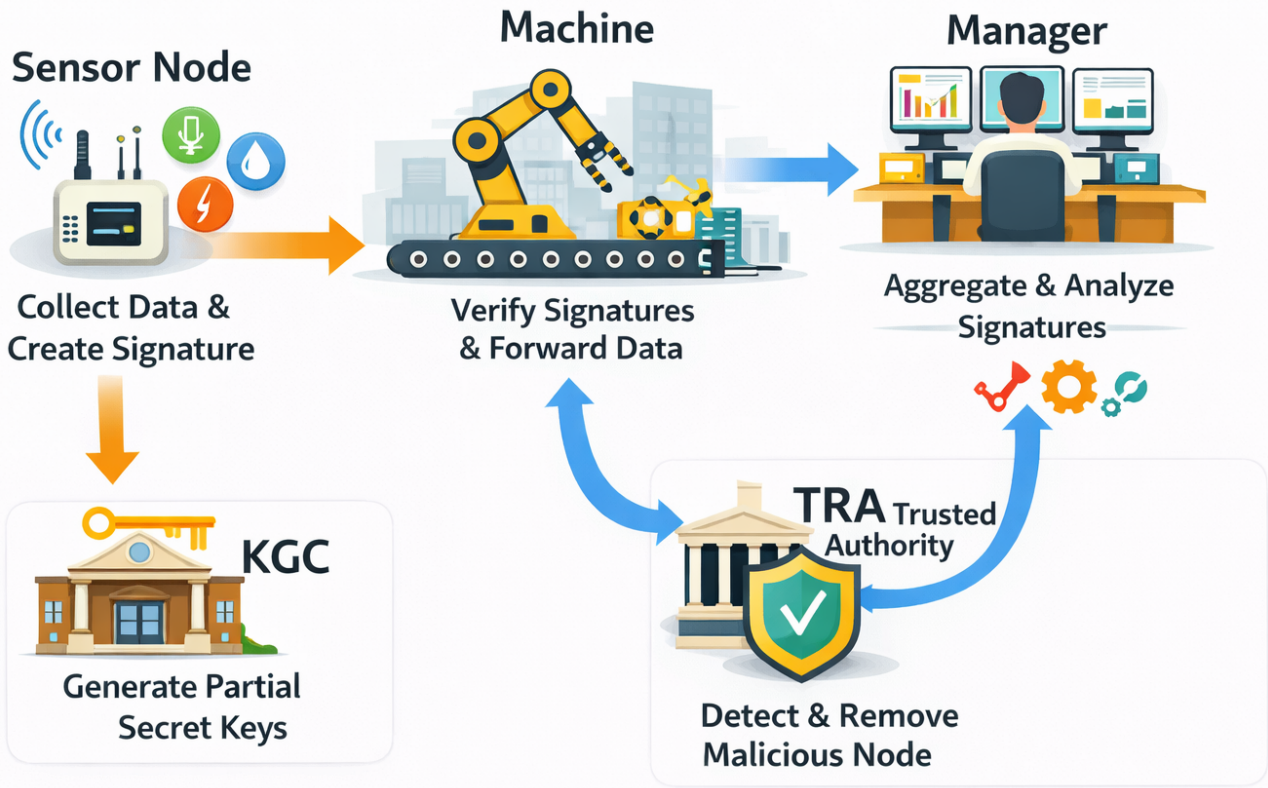 Sensor Node
Collect Data &
Create Signature
Machine
Verify Signatures
& Forward Data
Manager
Aggregate & Analyze
Signatures
KGC
Generate Partial
Secret Keys
TRA Trusted
Authority
Detect & Remove
Malicious Node